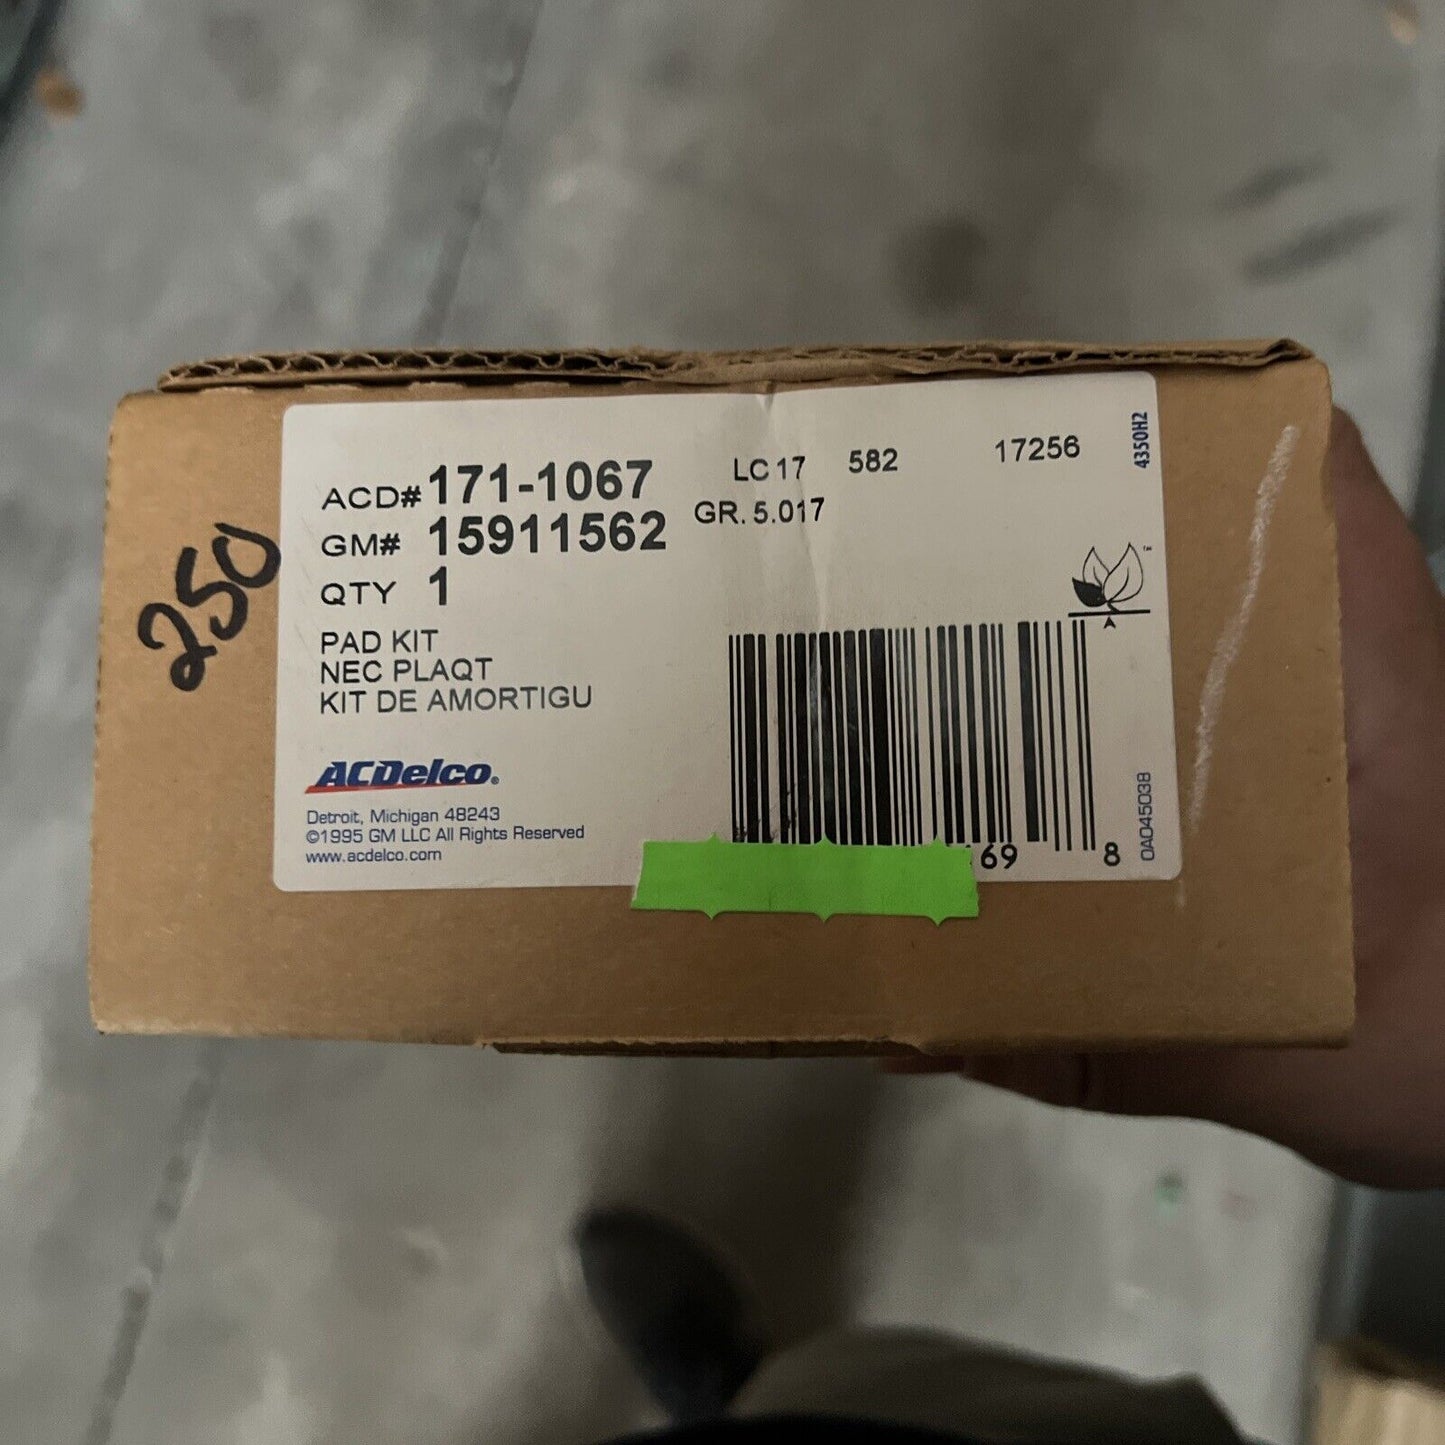 ACD# 171-1067
GM# 15911562
QTY 1
LC 17 582 17256
GR. 5.017
4350H2
PAD KIT
NEC PLAQT
KIT DE AMORTIGU
250
ACDelco®
Detroit, Michigan 48243
©1995 GM LLC All Rights Reserved
www.acdelco.com
™
A
69 8
0A045038